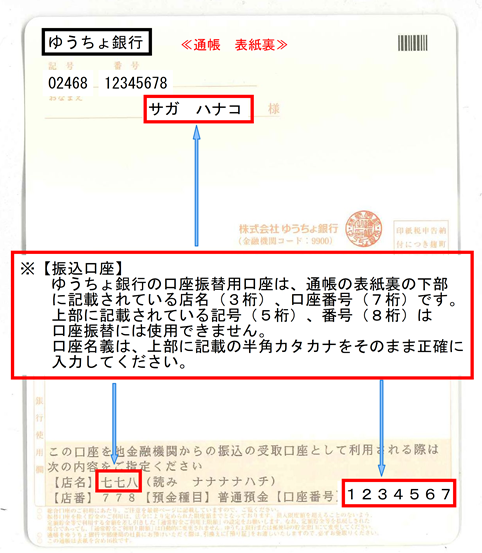 ゆうちょ銀行
≪通帳 表紙裏≫
記号 番号
02468 12345678
おなまえ
サガ ハナコ 様
株式会社 ゆうちょ銀行
(金融機関コード：9900)
印紙税申告納
付につき麹町
※【振込口座】
ゆうちょ銀行の口座振替用口座は、通帳の表紙裏の下部
に記載されている店名（３桁）、口座番号（７桁）です。
上部に記載されている記号（５桁）、番号（８桁）は
口座振替には使用できません。
口座名義は、上部に記載の半角カタカナをそのまま正確に
入力してください。
銀行使用欄
この口座を他金融機関からの振込の受取口座として利用される際は
次の内容をご指定ください
【店名】七七八（読み ナナナナハチ）
【店番】７７８【預金種目】普通預金【口座番号】１２３４５６７